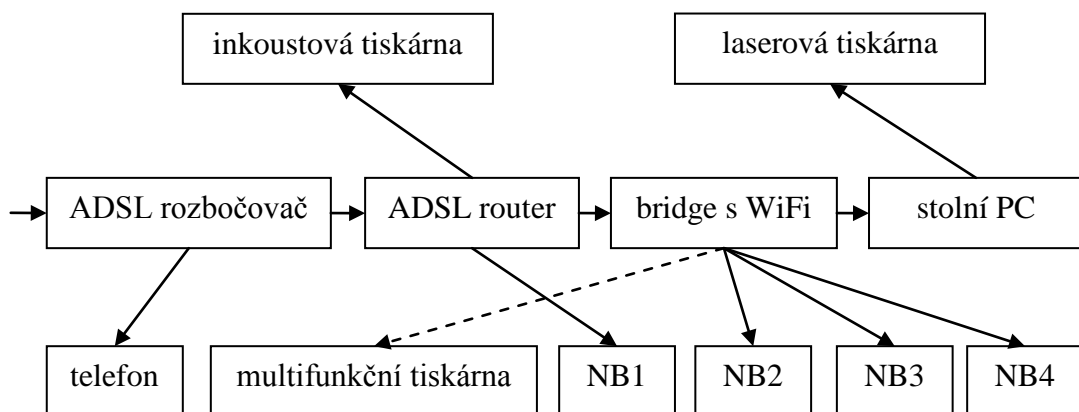 inkoustová tiskárna
laserová tiskárna
ADSL rozbočovač
ADSL router
bridge s WiFi
stolní PC
telefon
multifunkční tiskárna
NB1
NB2
NB3
NB4